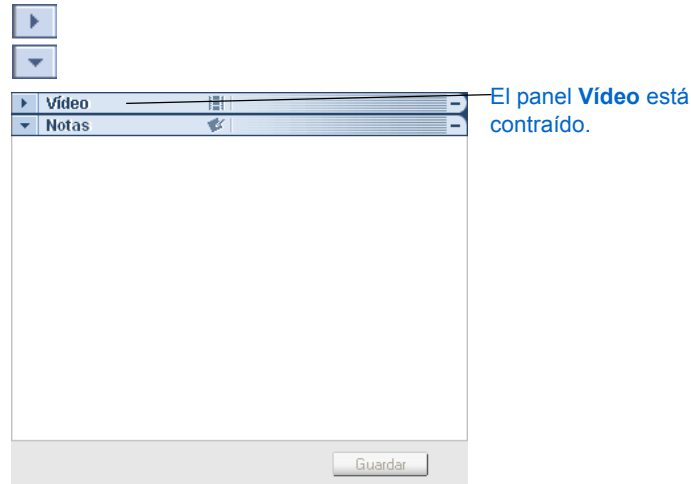 Vídeo
Notas
El panel Vídeo está
contraído.
Guardar